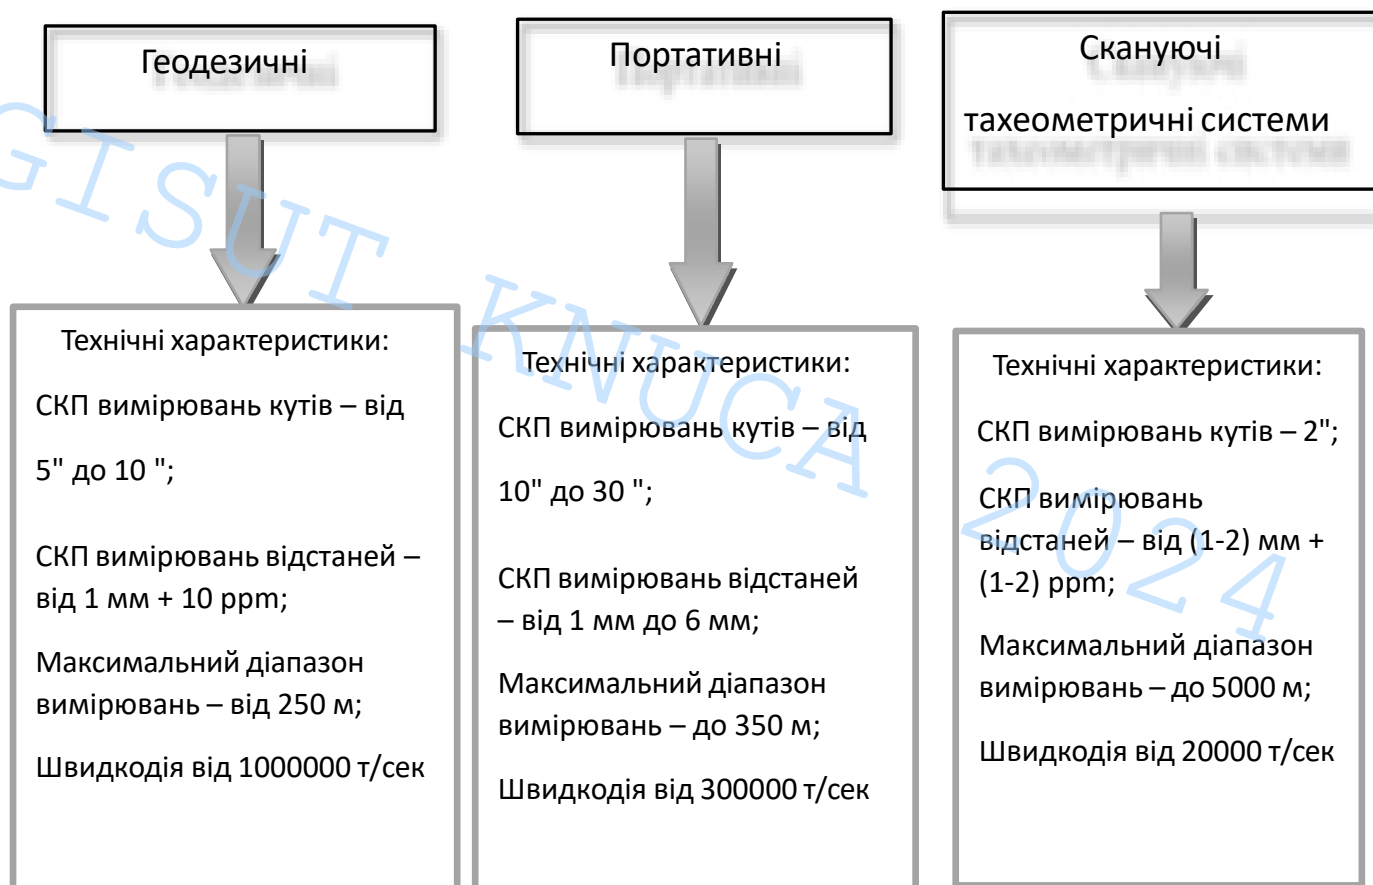 Геодезичні
Технічні характеристики:
СКП вимірювань кутів – від
5" до 10 ";
СКП вимірювань відстаней –
від 1 мм + 10 ppm;
Максимальний діапазон
вимірювань – від 250 м;
Швидкодія від 1000000 т/сек
Портативні
Технічні характеристики:
СКП вимірювань кутів – від
10" до 30 ";
СКП вимірювань відстаней
– від 1 мм до 6 мм;
Максимальний діапазон
вимірювань – до 350 м;
Швидкодія від 300000 т/сек
Скануючі
тахеометричні системи
Технічні характеристики:
СКП вимірювань кутів – 2";
СКП вимірювань
відстаней – від (1-2) мм +
(1-2) ppm;
Максимальний діапазон
вимірювань – до 5000 м;
Швидкодія від 20000 т/сек
GISUT KNUCA 2024